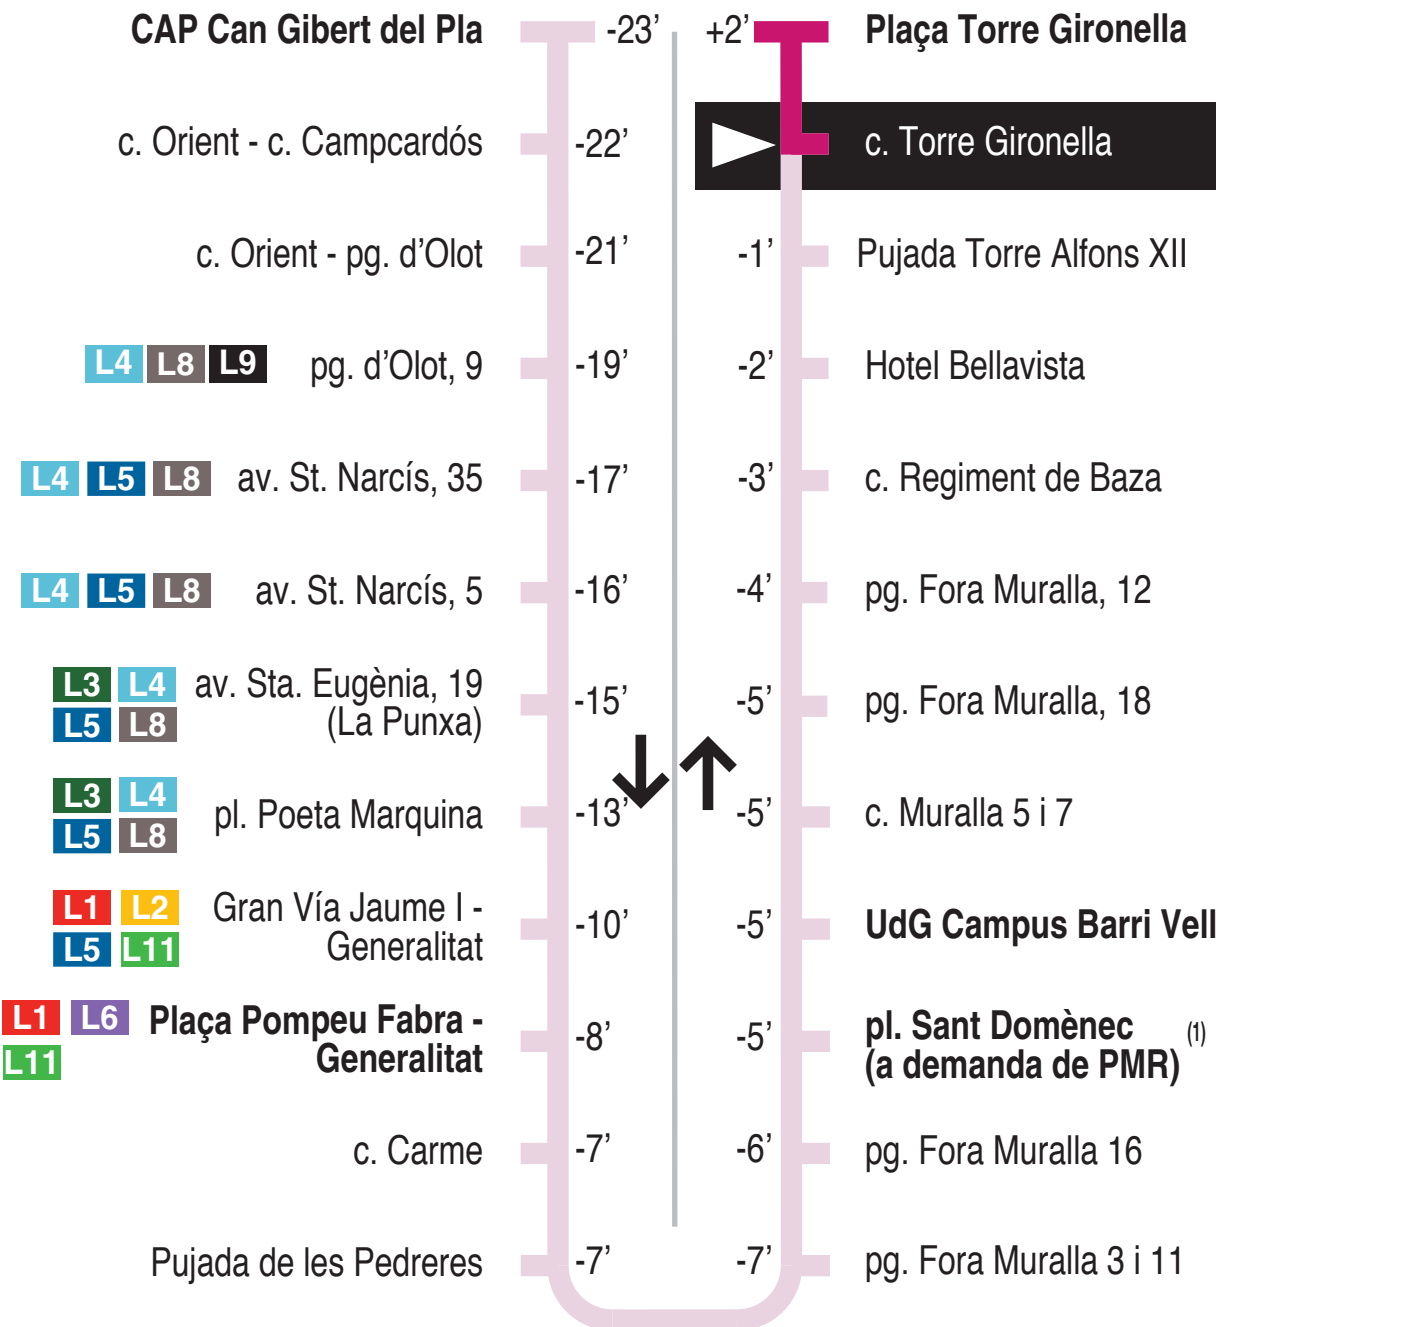 CAP Can Gibert del Pla -23’
c. Orient - c. Campcardós -22’
c. Orient - pg. d’Olot -21’
L4 L8 L9 pg. d’Olot, 9 -19’
L4 L5 L8 av. St. Narcís, 35 -17’
L4 L5 L8 av. St. Narcís, 5 -16’
L3 L4 av. Sta. Eugènia, 19
L5 L8 (La Punxa) -15’
L3 L4
L5 L8 pl. Poeta Marquina -13’
L1 L2 Gran Vía Jaume I -
L5 L11 Generalitat -10’
L1 L6 Plaça Pompeu Fabra -
L11 Generalitat -8’
c. Carme -7’
Pujada de les Pedreres -7’
+2’ Plaça Torre Gironella
c. Torre Gironella
-1’ Pujada Torre Alfons XII
-2’ Hotel Bellavista
-3’ c. Regiment de Baza
-4’ pg. Fora Muralla, 12
-5’ pg. Fora Muralla, 18
-5’ c. Muralla 5 i 7
-5’ UdG Campus Barri Vell
-5’ pl. Sant Domènec (1)
(a demanda de PMR)
-6’ pg. Fora Muralla 16
-7’ pg. Fora Muralla 3 i 11